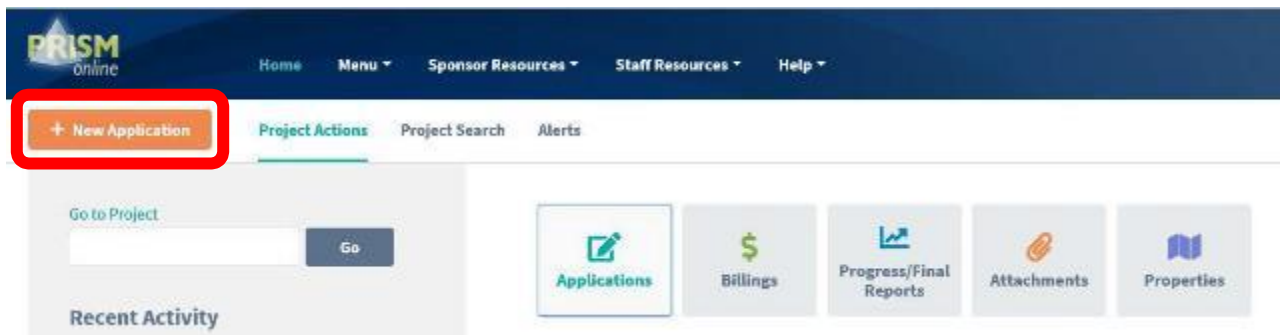 PRISM
online
Home Menu Sponsor Resources Staff Resources Help
+ New Application Project Actions Project Search Alerts
Go to Project
Go
Applications Billings Progress/Final Reports Attachments Properties
Recent Activity